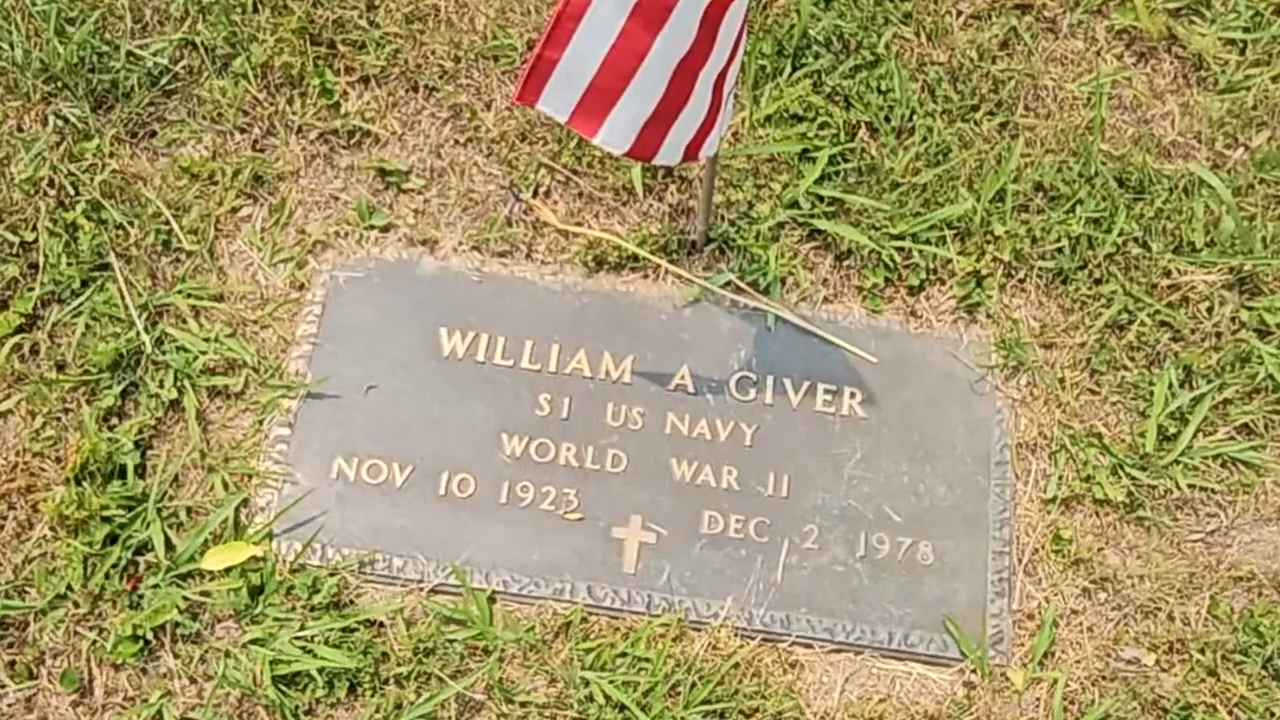 WILLIAM A GIVER
S1 US NAVY
WORLD WAR II
NOV 10 1923 DEC 2 1978